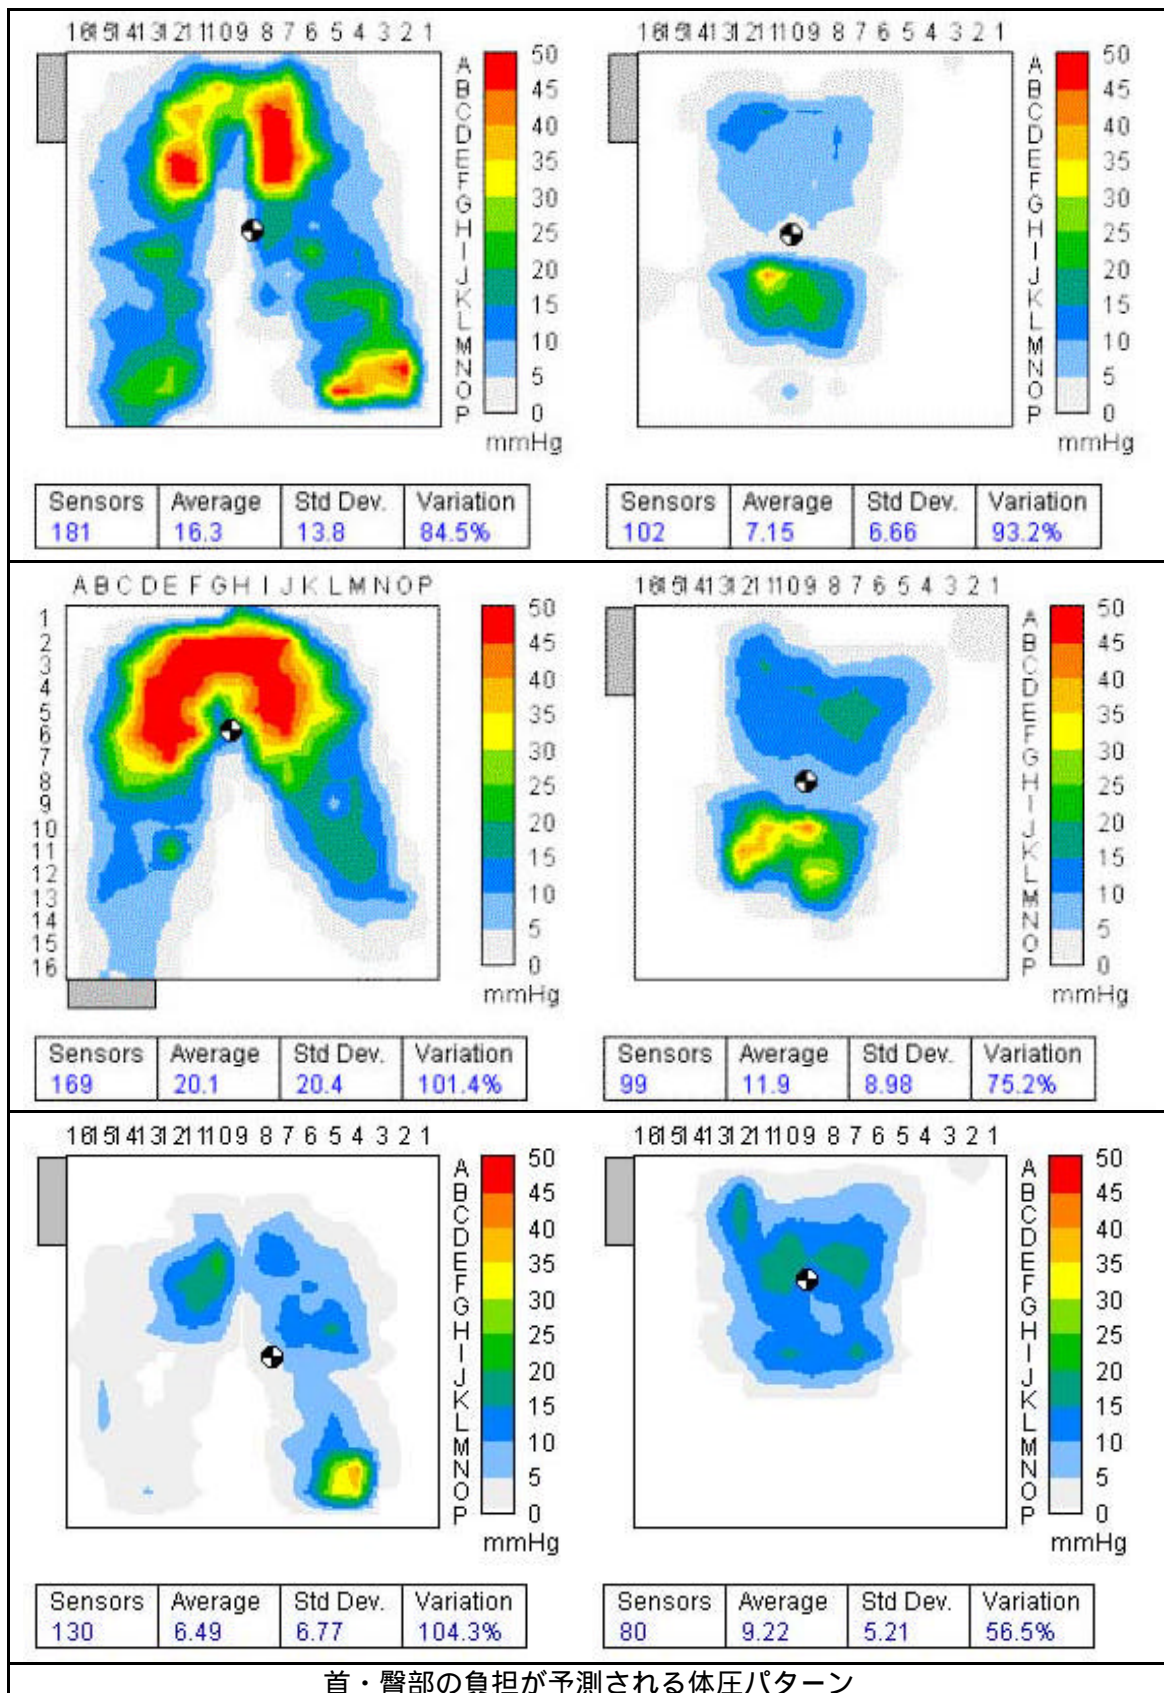 16 15 14 13 12 11 10 9 8 7 6 5 4 3 2 1
A
B
C
D
E
F
G
H
I
J
K
L
M
N
O
P
50
45
40
35
30
25
20
15
10
5
0
mmHg
Sensors Average Std Dev. Variation
181 16.3 13.8 84.5%
16 15 14 13 12 11 10 9 8 7 6 5 4 3 2 1
A
B
C
D
E
F
G
H
I
J
K
L
M
N
O
P
50
45
40
35
30
25
20
15
10
5
0
mmHg
Sensors Average Std Dev. Variation
102 7.15 6.66 93.2%
A B C D E F G H I J K L M N O P
1
2
3
4
5
6
7
8
9
10
11
12
13
14
15
16
50
45
40
35
30
25
20
15
10
5
0
mmHg
Sensors Average Std Dev. Variation
169 20.1 20.4 101.4%
16 15 14 13 12 11 10 9 8 7 6 5 4 3 2 1
A
B
C
D
E
F
G
H
I
J
K
L
M
N
O
P
50
45
40
35
30
25
20
15
10
5
0
mmHg
Sensors Average Std Dev. Variation
99 11.9 8.98 75.2%
16 15 14 13 12 11 10 9 8 7 6 5 4 3 2 1
A
B
C
D
E
F
G
H
I
J
K
L
M
N
O
P
50
45
40
35
30
25
20
15
10
5
0
mmHg
Sensors Average Std Dev. Variation
130 6.49 6.77 104.3%
16 15 14 13 12 11 10 9 8 7 6 5 4 3 2 1
A
B
C
D
E
F
G
H
I
J
K
L
M
N
O
P
50
45
40
35
30
25
20
15
10
5
0
mmHg
Sensors Average Std Dev. Variation
80 9.22 5.21 56.5%
首・臀部の負担が予測される体圧パターン